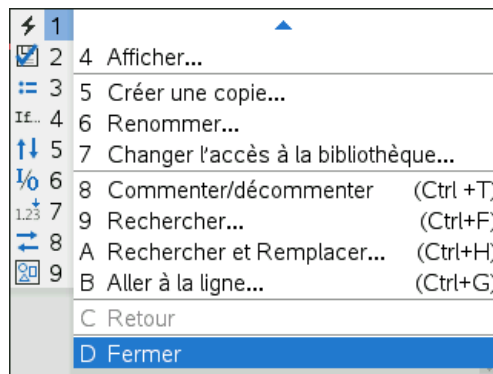 1
2
3
If.. 4
5
I/0 6
1.23 7
8
9
4 Afficher...
5 Créer une copie...
6 Renommer...
7 Changer l'accès à la bibliothèque...
8 Commenter/décommenter (Ctrl +T)
9 Rechercher... (Ctrl+F)
A Rechercher et Remplacer... (Ctrl+H)
B Aller à la ligne... (Ctrl+G)
C Retour
D Fermer